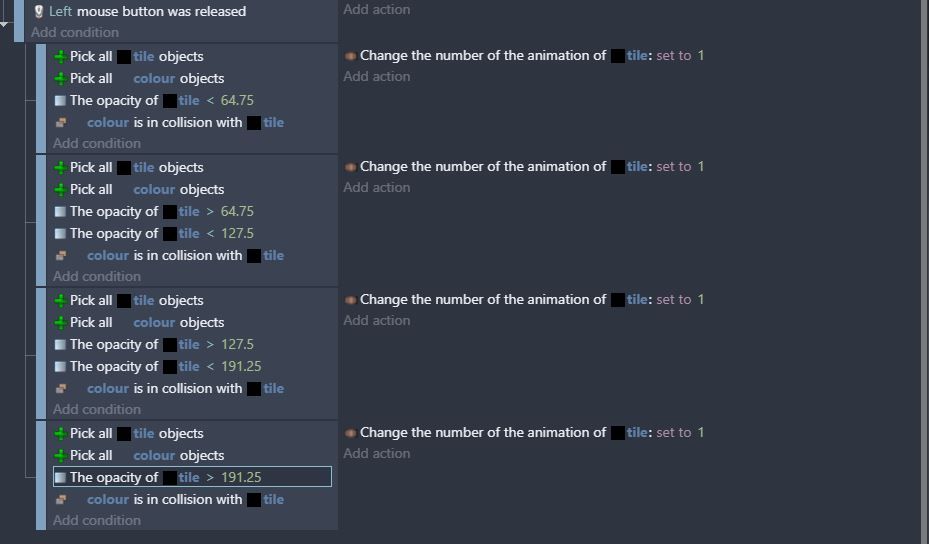 Left mouse button was released
Add action
Add condition
Pick all tile objects
Change the number of the animation of tile: set to 1
Pick all colour objects
Add action
The opacity of tile < 64.75
colour is in collision with tile
Add condition
Pick all tile objects
Change the number of the animation of tile: set to 1
Pick all colour objects
Add action
The opacity of tile > 64.75
The opacity of tile < 127.5
colour is in collision with tile
Add condition
Pick all tile objects
Change the number of the animation of tile: set to 1
Pick all colour objects
Add action
The opacity of tile > 127.5
The opacity of tile < 191.25
colour is in collision with tile
Add condition
Pick all tile objects
Change the number of the animation of tile: set to 1
Pick all colour objects
Add action
The opacity of tile > 191.25
colour is in collision with tile
Add condition